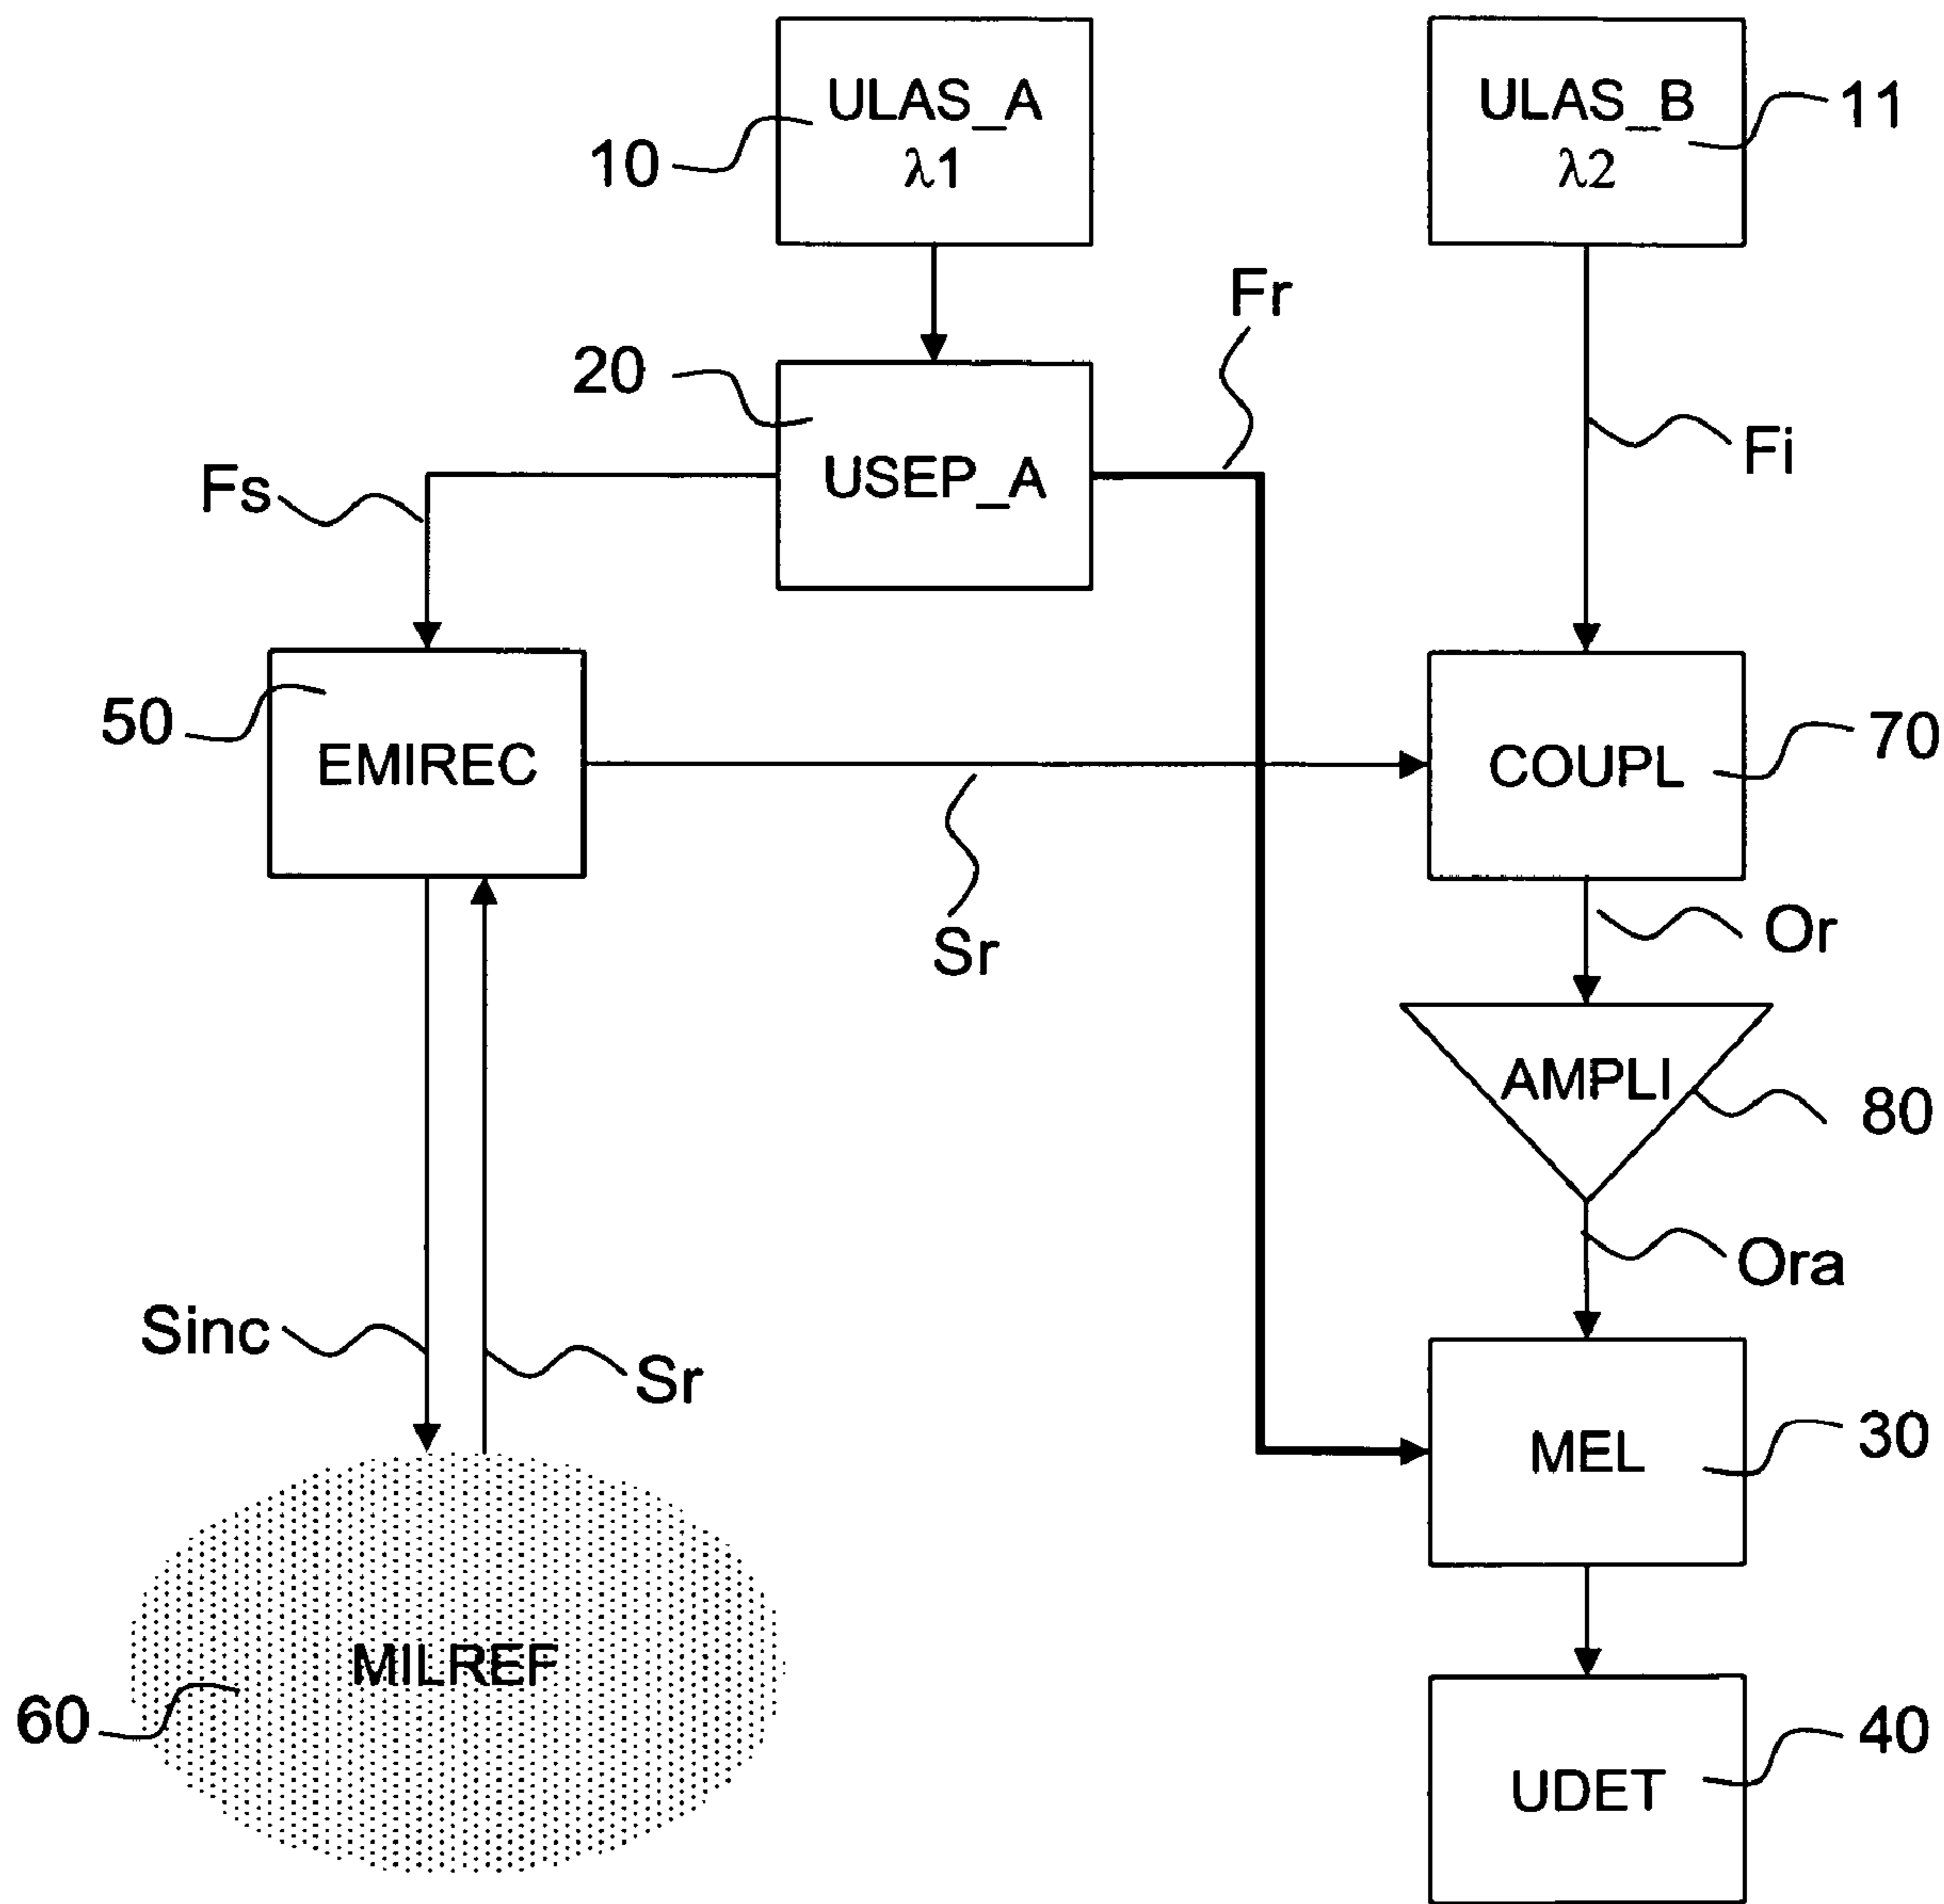 ULAS_A
λ1
10
ULAS_B
λ2
11
Fr
20
USEP_A
Fi
Fs
50
EMIREC
COUPL
70
Sr
Or
AMPLI
80
Ora
Sinc
Sr
MEL
30
MILREF
60
UDET
40